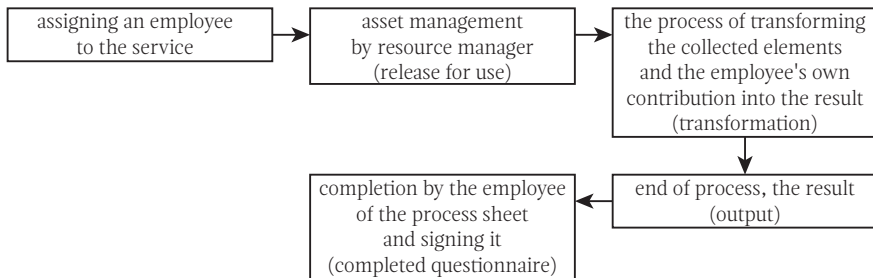 assigning an employee
to the service
asset management
by resource manager
(release for use)
the process of transforming
the collected elements
and the employee's own
contribution into the result
(transformation)
end of process, the result
(output)
completion by the employee
of the process sheet
and signing it
(completed questionnaire)